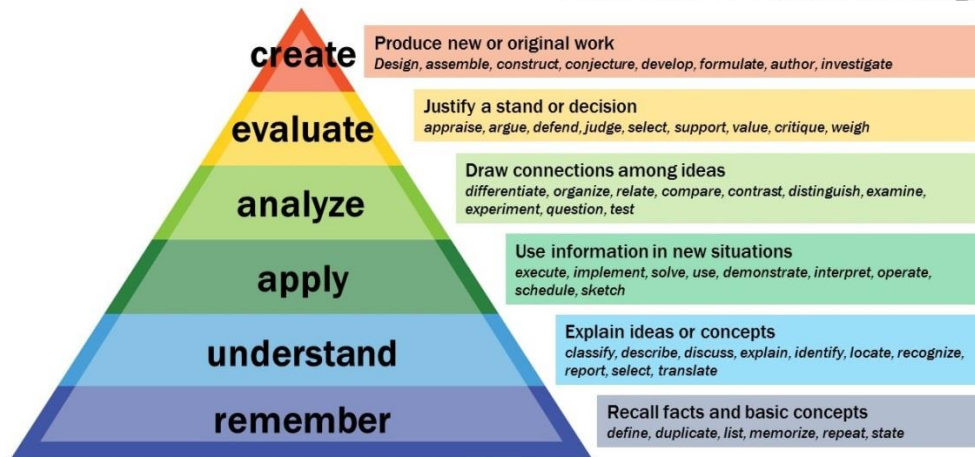 create
Produce new or original work
Design, assemble, construct, conjecture, develop, formulate, author, investigate
evaluate
Justify a stand or decision
appraise, argue, defend, judge, select, support, value, critique, weigh
analyze
Draw connections among ideas
differentiate, organize, relate, compare, contrast, distinguish, examine,
experiment, question, test
apply
Use information in new situations
execute, implement, solve, use, demonstrate, interpret, operate,
schedule, sketch
understand
Explain ideas or concepts
classify, describe, discuss, explain, identify, locate, recognize,
report, select, translate
remember
Recall facts and basic concepts
define, duplicate, list, memorize, repeat, state